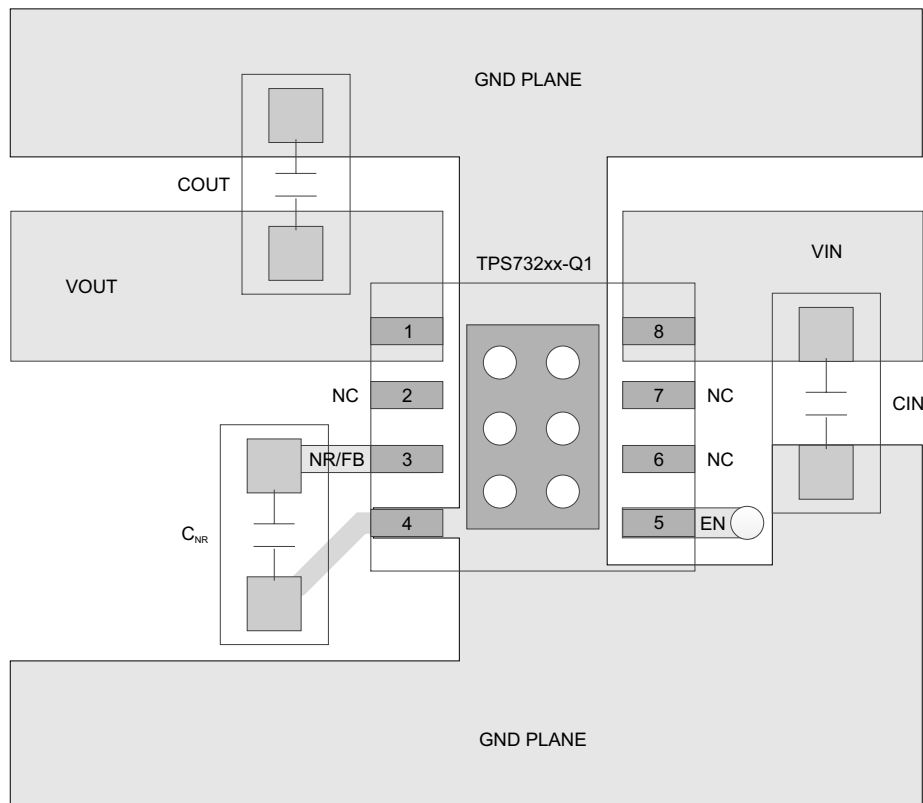 GND PLANE
COUT
TPS732xx-Q1
VIN
VOUT
1
8
NC
2
7
NC
CIN
NR/FB
3
6
NC
CNR
4
5
EN
GND PLANE